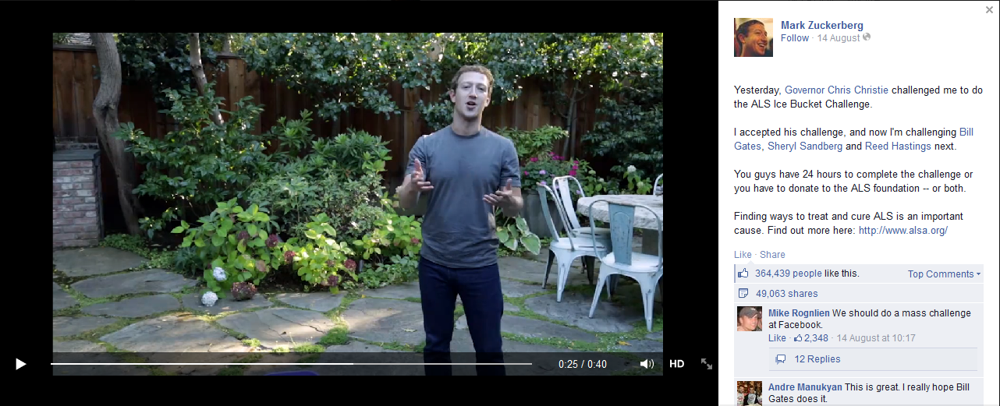 Mark Zuckerberg
Follow · 14 August
Yesterday, Governor Chris Christie challenged me to do
the ALS Ice Bucket Challenge.
I accepted his challenge, and now I'm challenging Bill
Gates, Sheryl Sandberg and Reed Hastings next.
You guys have 24 hours to complete the challenge or
you have to donate to the ALS foundation -- or both.
Finding ways to treat and cure ALS is an important
cause. Find out more here: http://www.alsa.org/
Like · Share
364,439 people like this.
Top Comments
49,063 shares
Mike Rognlien We should do a mass challenge
at Facebook.
Like · 2,348 · 14 August at 10:17
12 Replies
Andre Manukyan This is great. I really hope Bill
Gates does it.
0:25 / 0:40
HD